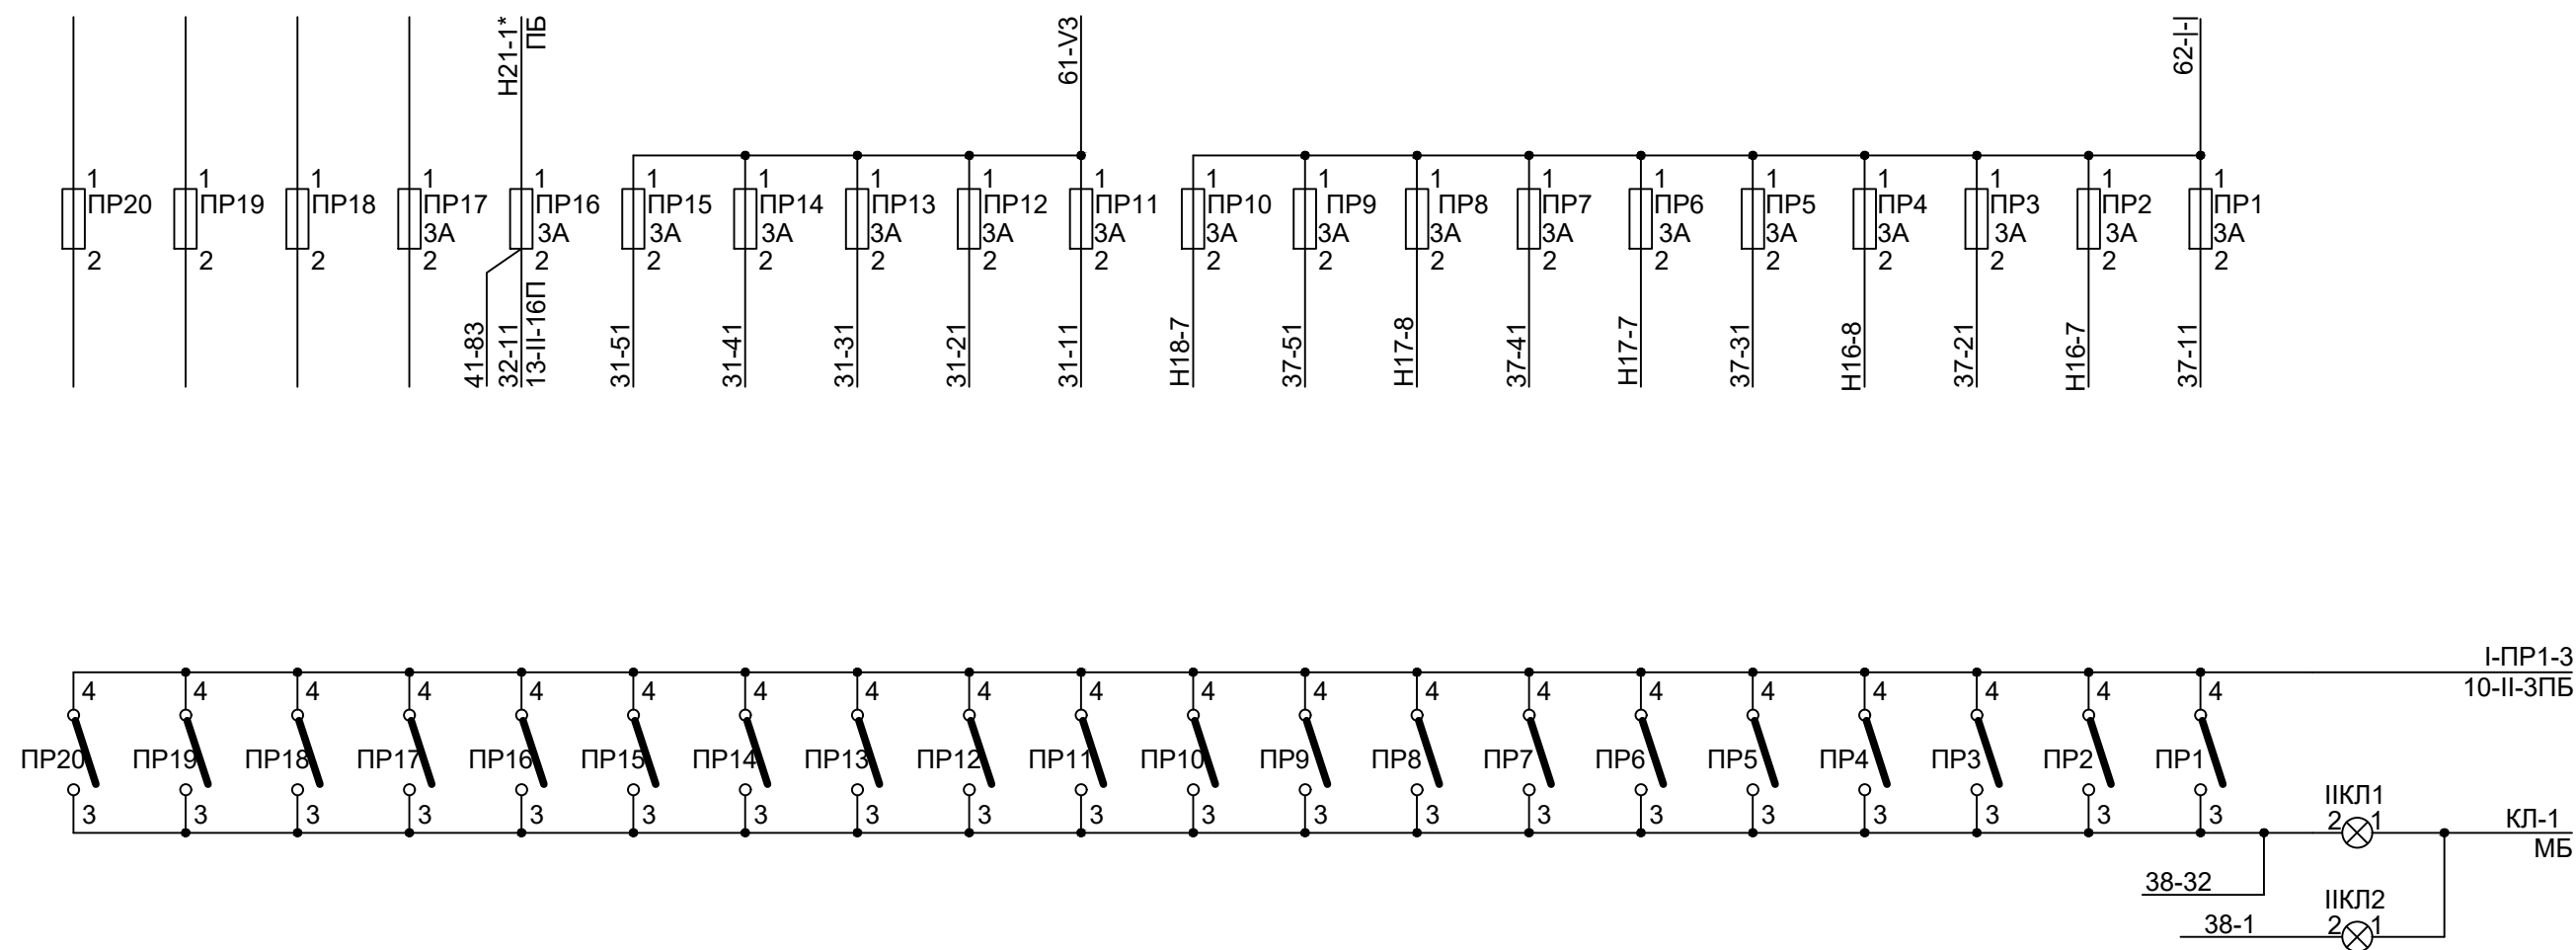 Н21-1*
ПБ
61-V3
62-I-I
1 1 1 1 1 1 1 1 1 1 1 1 1 1 1 1 1 1 1 1
ПР20 ПР19 ПР18 ПР17 ПР16 ПР15 ПР14 ПР13 ПР12 ПР11 ПР10 ПР9 ПР8 ПР7 ПР6 ПР5 ПР4 ПР3 ПР2 ПР1
3А 3А 3А 3А 3А 3А 3А 3А 3А 3А 3А 3А 3А 3А 3А 3А 3А
2 2 2 2 2 2 2 2 2 2 2 2 2 2 2 2 2 2 2 2
41-83
32-11
13-II-16П
31-51
31-41
31-31
31-21
31-11
Н18-7
37-51
Н17-8
37-41
Н17-7
37-31
Н16-8
37-21
Н16-7
37-11
I-ПР1-3
10-II-3ПБ
4 4 4 4 4 4 4 4 4 4 4 4 4 4 4 4 4 4 4 4
ПР20 ПР19 ПР18 ПР17 ПР16 ПР15 ПР14 ПР13 ПР12 ПР11 ПР10 ПР9 ПР8 ПР7 ПР6 ПР5 ПР4 ПР3 ПР2 ПР1
3 3 3 3 3 3 3 3 3 3 3 3 3 3 3 3 3 3 3 3
IIКЛ1
2 1
КЛ-1
МБ
38-32
IIКЛ2
38-1
2 1